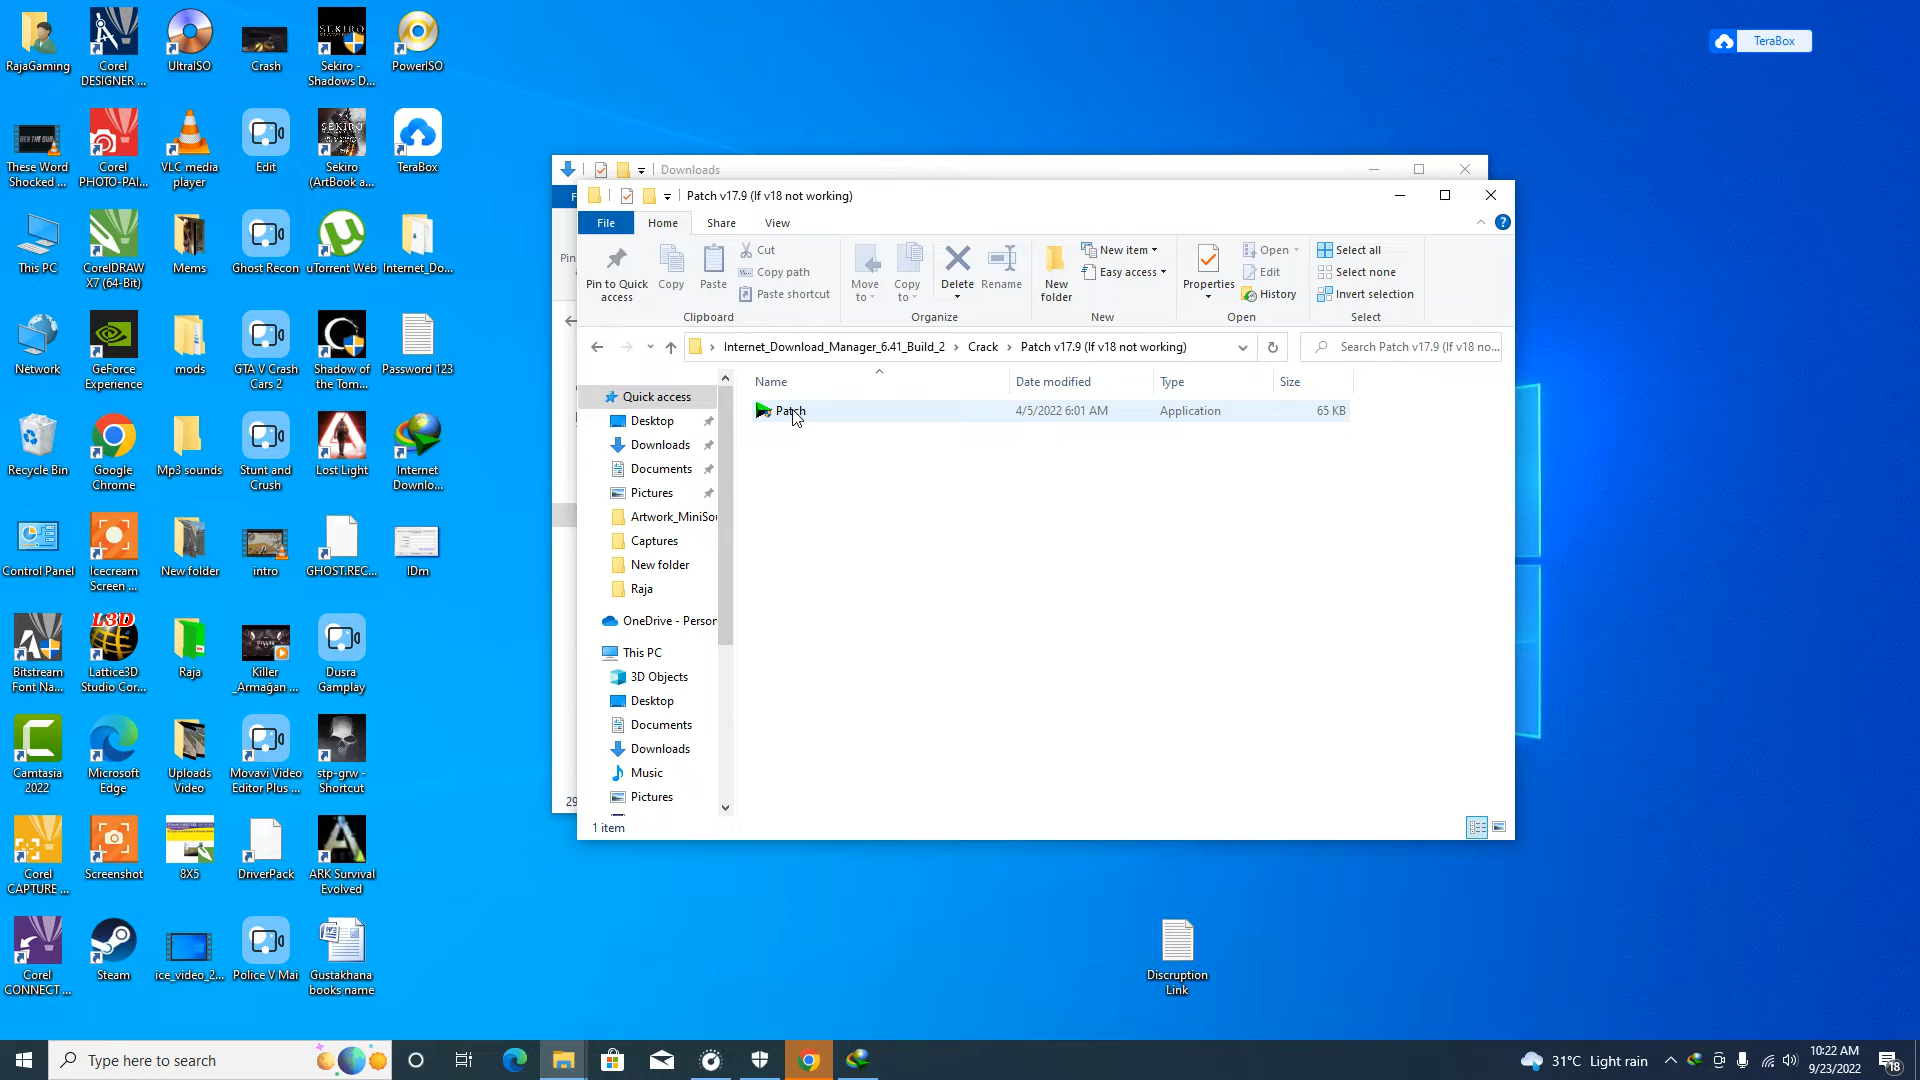 RajaGaming
Corel
DESIGNER ...
UltraISO
Crash
SEKIRO
Sekiro -
Shadows D...
PowerISO
These Word
Shocked ...
Corel
PHOTO-PAI...
VLC media
player
Edit
SEKIRO
Sekiro
(ArtBook a...
TeraBox
This PC
CorelDRAW
X7 (64-Bit)
Mems
Ghost Recon
uTorrent Web
Internet_Do...
Network
GeForce
Experience
mods
GTA V Crash
Cars 2
Shadow of
the Tom...
Password 123
Recycle Bin
Google
Chrome
Mp3 sounds
Stunt and
Crush
Lost Light
Internet
Downlo...
Control Panel
Icecream
Screen ...
New folder
intro
GHOST.REC...
IDm
Bitstream
Font Na...
L3D
Lattice3D
Studio Cor...
Raja
Killer
_Armağan ...
Dusra
Gamplay
Camtasia
2022
Microsoft
Edge
Uploads
Video
Movavi Video
Editor Plus ...
stp-grw -
Shortcut
Corel
CAPTURE ...
Screenshot
8X5
DriverPack
ARK Survival
Evolved
Corel
CONNECT ...
Steam
ice_video_2...
Police V Mai
Gustakhana
books name
TeraBox
Downloads
Patch v17.9 (If v18 not working)
File
Home
Share
View
Pin to Quick
access
Copy
Paste
Cut
Copy path
Paste shortcut
Clipboard
Move
to
Copy
to
Delete
Rename
Organize
New
folder
New item
Easy access
New
Properties
Open
Edit
History
Open
Select all
Select none
Invert selection
Select
Internet_Download_Manager_6.41_Build_2 > Crack > Patch v17.9 (If v18 not working)
Search Patch v17.9 (If v18 no...
Name
Date modified
Type
Size
Patch
4/5/2022 6:01 AM
Application
65 KB
Quick access
Desktop
Downloads
Documents
Pictures
Artwork_MiniSou
Captures
New folder
Raja
OneDrive - Person
This PC
3D Objects
Desktop
Documents
Downloads
Music
Pictures
29
1 item
Discruption
Link
Type here to search
31°C Light rain
10:22 AM
9/23/2022
18